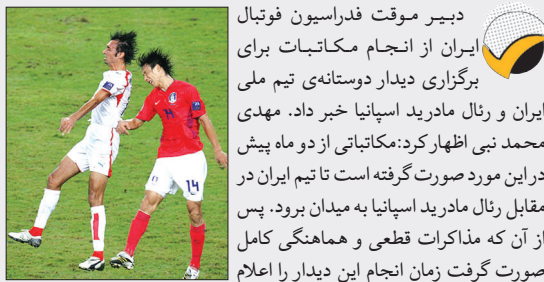 دبیر موقت فدراسیون فوتبال
ایران از انجام مکاتبات برای
برگزاری دیدار دوستانه‌ی تیم ملی
ایران و رئال مادرید اسپانیا خبر داد. مهدی
محمد نبی اظهار کرد:مکاتباتی از دو ماه پیش
دراین مورد صورت گرفته است تا تیم ایران در
مقابل رئال مادرید اسپانیا به میدان برود. پس
از آن که مذاکرات قطعی و هماهنگی کامل
صورت گرفت زمان انجام این دیدار را اعلام
14
14